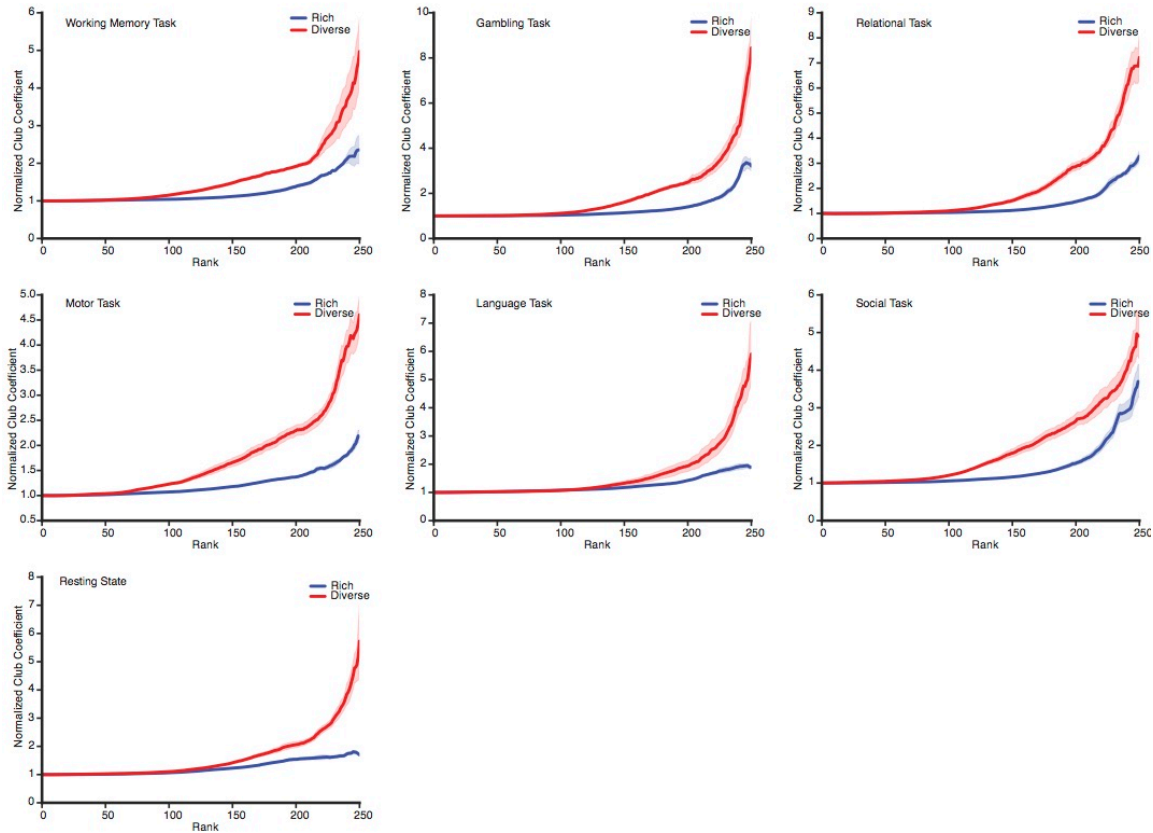 Working Memory Task
Rich
Diverse
Normalized Club Coefficient
6
5
4
3
2
1
0
0 50 100 150 200 250
Rank
Gambling Task
Rich
Diverse
Normalized Club Coefficient
10
8
6
4
2
0
0 50 100 150 200 250
Rank
Relational Task
Rich
Diverse
Normalized Club Coefficient
9
8
7
6
5
4
3
2
1
0
0 50 100 150 200 250
Rank
Motor Task
Rich
Diverse
Normalized Club Coefficient
5.0
4.5
4.0
3.5
3.0
2.5
2.0
1.5
1.0
0.5
0 50 100 150 200 250
Rank
Language Task
Rich
Diverse
Normalized Club Coefficient
8
7
6
5
4
3
2
1
0
0 50 100 150 200 250
Rank
Social Task
Rich
Diverse
Normalized Club Coefficient
6
5
4
3
2
1
0
0 50 100 150 200 250
Rank
Resting State
Rich
Diverse
Normalized Club Coefficient
8
7
6
5
4
3
2
1
0
0 50 100 150 200 250
Rank